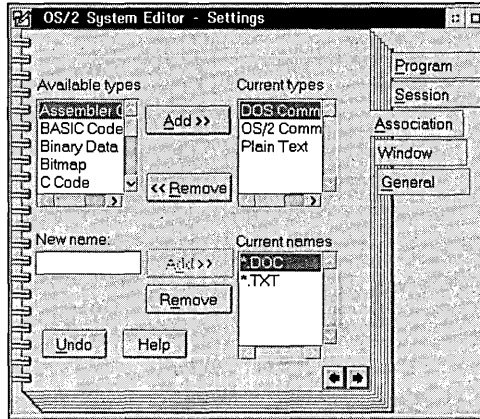 OS/2 System Editor - Settings
Available types
Assembler C
BASIC Code
Binary Data
Bitmap
C Code
Add >>
<< Remove
Current types
DOS Comm
OS/2 Comm
Plain Text
New name:
Add >>
Remove
Current names
*.DOC
*.TXT
Undo
Help
Program
Session
Association
Window
General